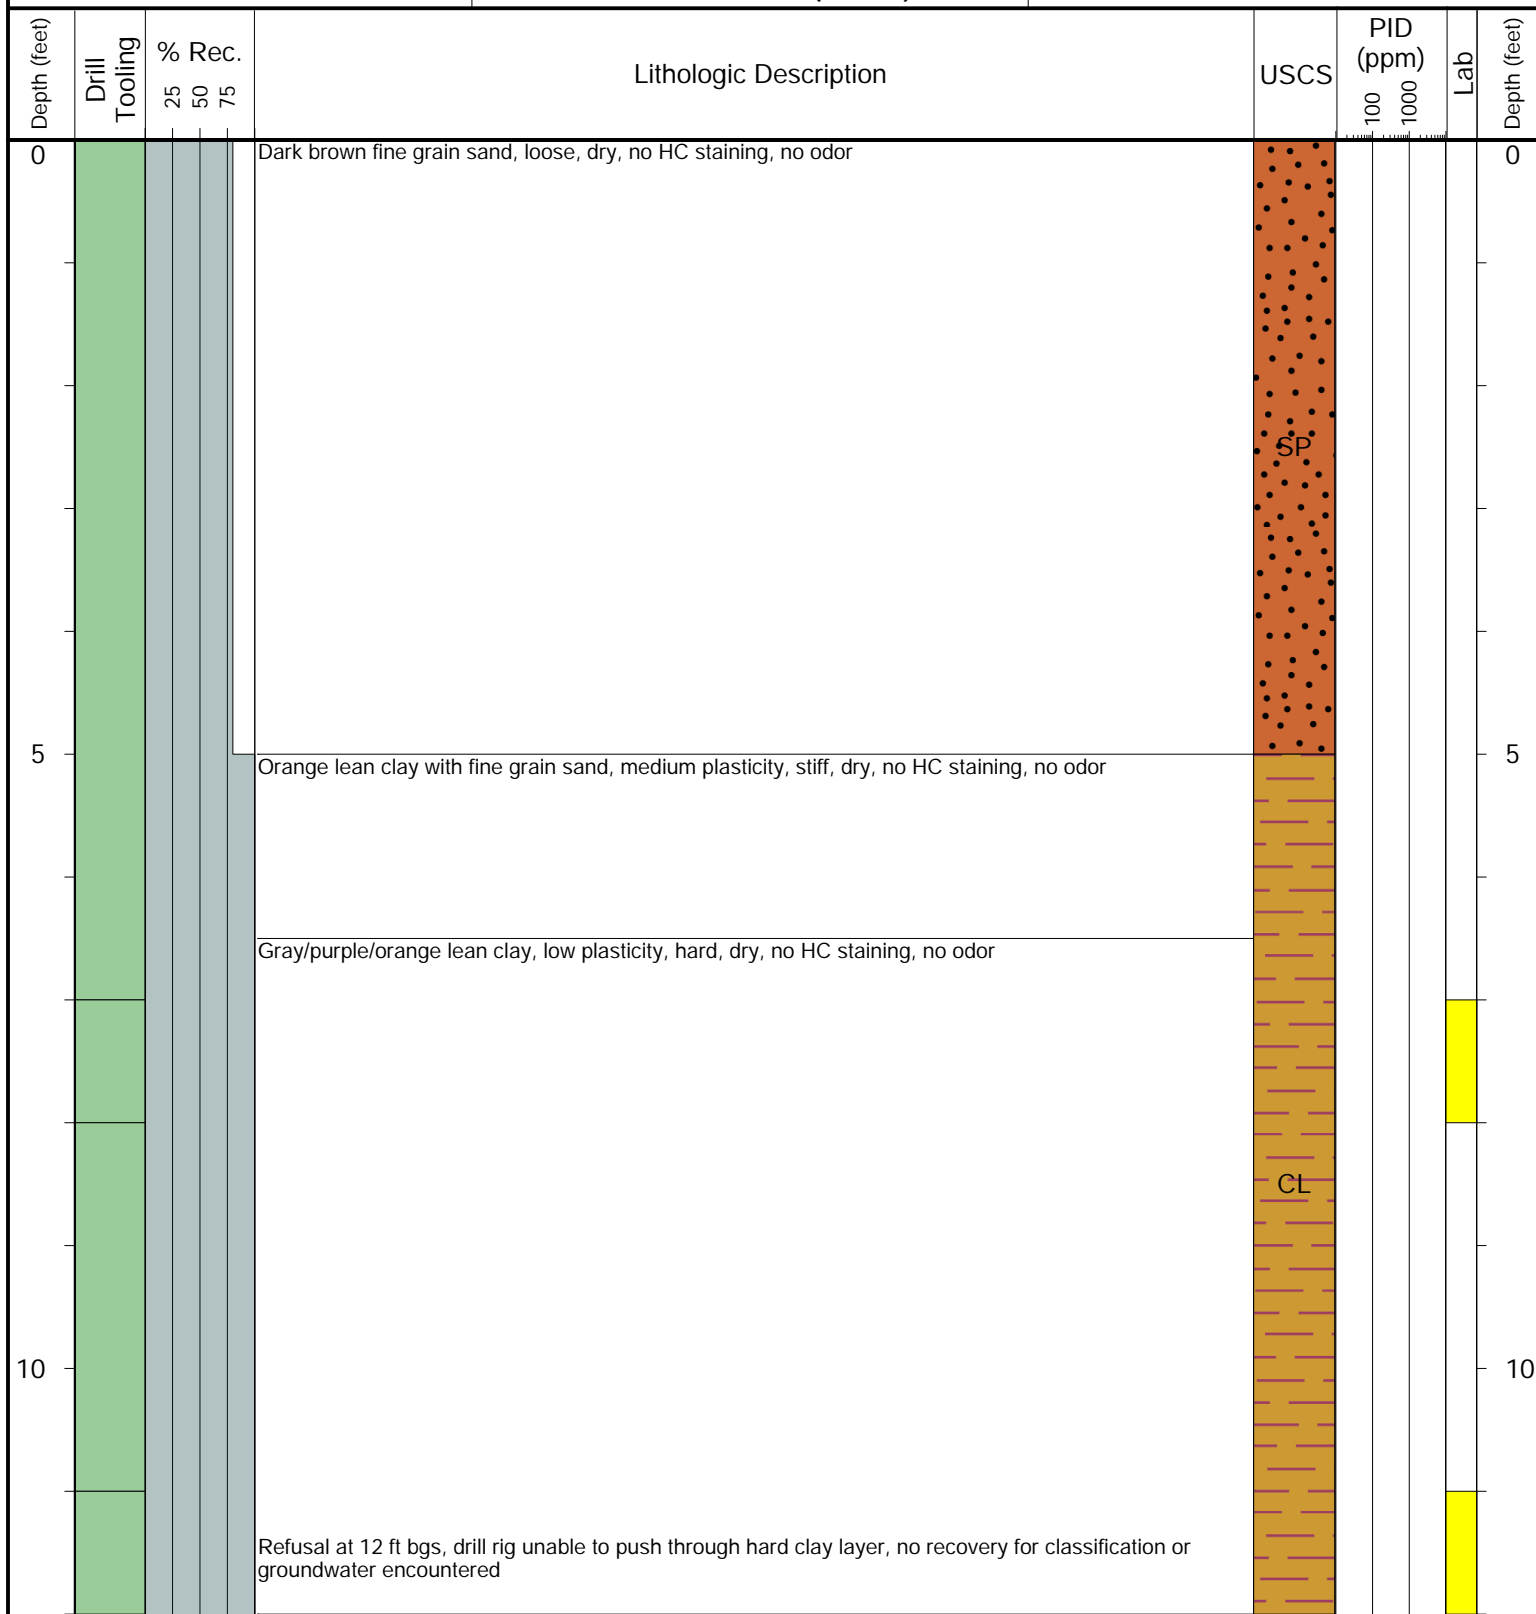 Depth (feet)
Drill
Tooling
% Rec.
25 50 75
Lithologic Description
USCS
PID
(ppm)
100 1000
Lab
Depth (feet)
0
Dark brown fine grain sand, loose, dry, no HC staining, no odor
0
SP
5
5
Orange lean clay with fine grain sand, medium plasticity, stiff, dry, no HC staining, no odor
Gray/purple/orange lean clay, low plasticity, hard, dry, no HC staining, no odor
CL
10
10
Refusal at 12 ft bgs, drill rig unable to push through hard clay layer, no recovery for classification or
groundwater encountered